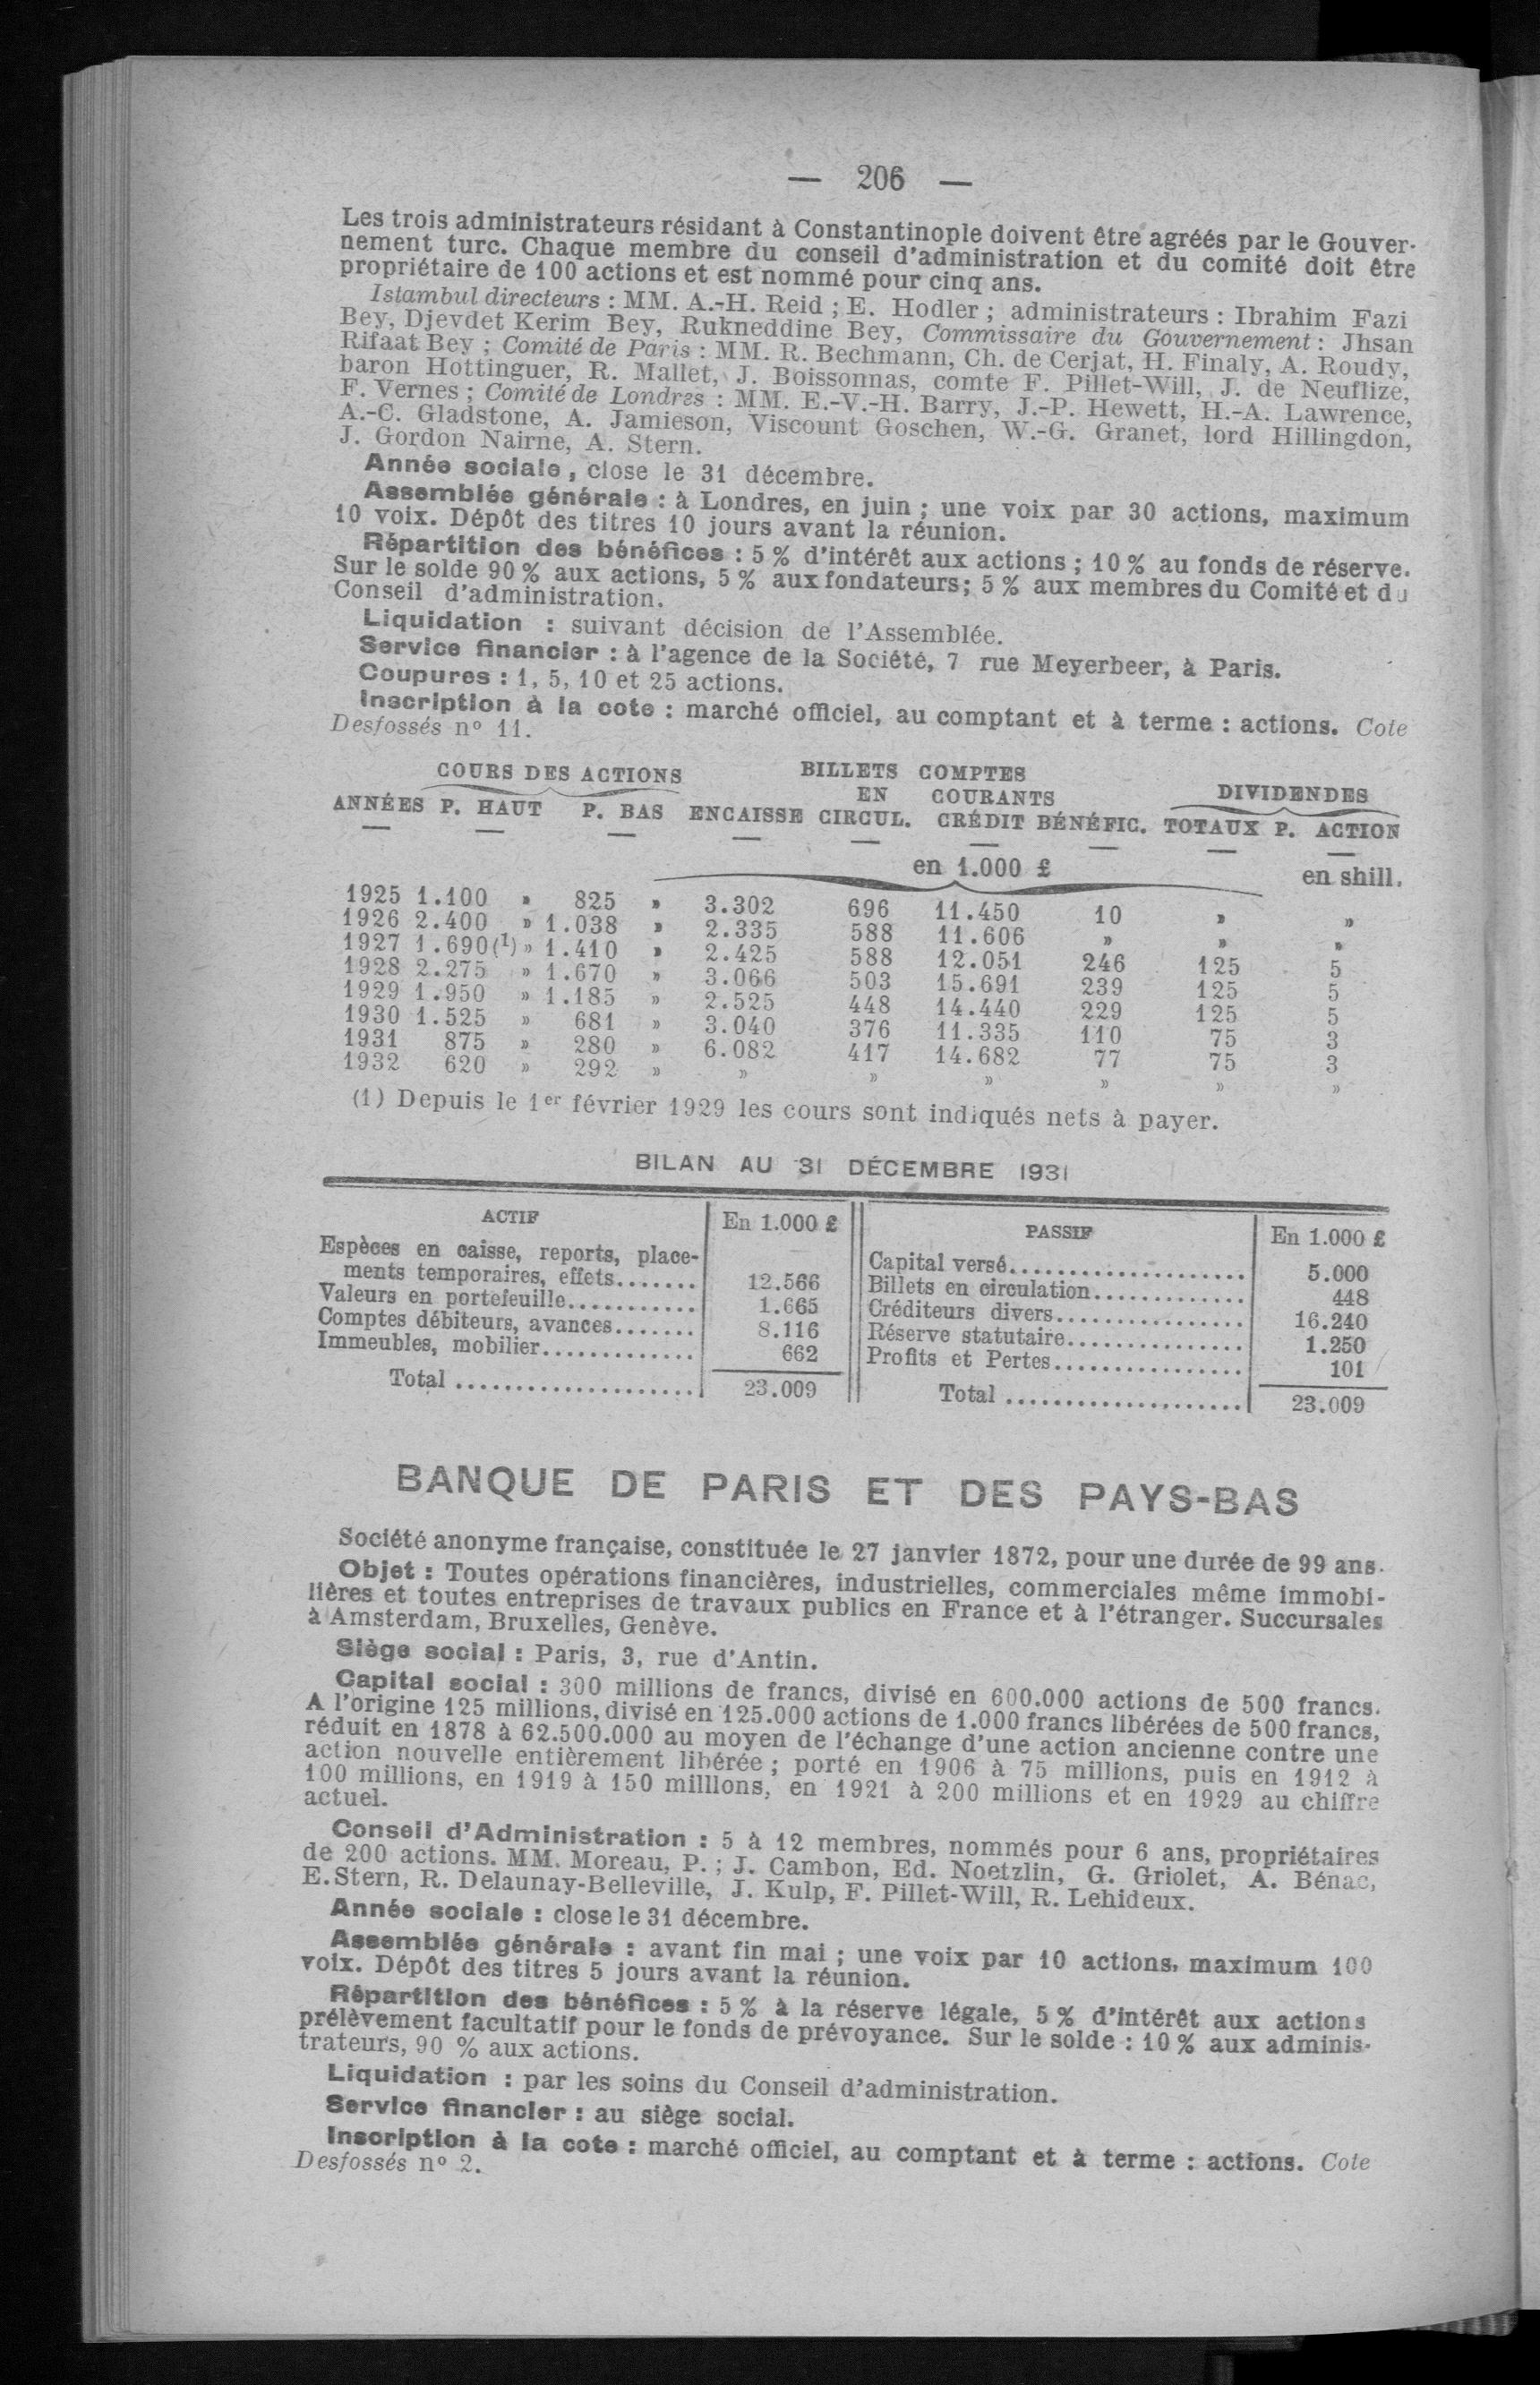 — 206 —
Les trois administrateurs résidant à Constantinople doivent être agréés par le Gouver-
nement turc. Chaque membre du conseil d'administration et du comité doit être
propriétaire de 100 actions et est nommé pour cinq ans.
Istambul directeurs : MM. A.-H. Reid ; E. Hodler ; administrateurs : Ibrahim Fazi
Bey, Djevdet Kerim Bey, Rukneddine Bey, Commissaire du Gouvernement : Jhsan
Rifaat Bey ; Comité de Paris : MM. R. Bechmann, Ch. de Cerjat, H. Finaly, A. Roudy,
baron Hottinguer, R. Mallet, J. Boissonnas, comte F. Pillet-Will, J. de Neuflize,
F. Vernes ; Comité de Londres : MM. E.-V.-H. Barry, J.-P. Hewett, H.-A. Lawrence,
A.-C. Gladstone, A. Jamieson, Viscount Goschen, W.-G. Granet, lord Hillingdon,
J. Gordon Nairne, A. Stern.
Année sociale, close le 31 décembre.
Assemblée générale : à Londres, en juin ; une voix par 30 actions, maximum
10 voix. Dépôt des titres 10 jours avant la réunion.
Répartition des bénéfices : 5 % d'intérêt aux actions ; 10 % au fonds de réserve.
Sur le solde 90 % aux actions, 5 % aux fondateurs; 5 % aux membres du Comité et du
Conseil d'administration.
Liquidation : suivant décision de l'Assemblée.
Service financier : à l'agence de la Société, 7 rue Meyerbeer, à Paris.
Coupures : 1, 5, 10 et 25 actions.
Inscription à la cote : marché officiel, au comptant et à terme : actions. Cote
Desfossés nº 11.
COURS DES ACTIONS BILLETS COMPTES
EN COURANTS DIVIDENDES
ANNÉES P. HAUT P. BAS ENCAISSE CIRCUL. CRÉDIT BÉNÉFIC. TOTAUX P. ACTION
en 1.000 £ en shill.
1925 1.100 » 825 » 3.302 696 11.450 10 » »
1926 2.400 » 1.038 » 2.335 588 11.606 » » »
1927 1.690(1) » 1.410 » 2.425 588 12.051 246 125 5
1928 2.275 » 1.670 » 3.066 503 15.691 239 125 5
1929 1.950 » 1.185 » 2.525 448 14.440 229 125 5
1930 1.525 » 681 » 3.040 376 11.335 110 75 3
1931 875 » 280 » 6.082 417 14.682 77 75 3
1932 620 » 292 » » » » » » »
(1) Depuis le 1er février 1929 les cours sont indiqués nets à payer.
BILAN AU 31 DÉCEMBRE 1931
ACTIF En 1.000 £ PASSIF En 1.000 £
Espèces en caisse, reports, place- Capital versé.................... 5.000
ments temporaires, effets....... 12.566 Billets en circulation............. 448
Valeurs en portefeuille........... 1.665 Créditeurs divers................ 16.240
Comptes débiteurs, avances....... 8.116 Réserve statutaire............... 1.250
Immeubles, mobilier............. 662 Profits et Pertes................ 101
Total .................... 23.009 Total .................... 23.009
BANQUE DE PARIS ET DES PAYS-BAS
Société anonyme française, constituée le 27 janvier 1872, pour une durée de 99 ans.
Objet : Toutes opérations financières, industrielles, commerciales même immobi-
lières et toutes entreprises de travaux publics en France et à l'étranger. Succursales
à Amsterdam, Bruxelles, Genève.
Siège social : Paris, 3, rue d'Antin.
Capital social : 300 millions de francs, divisé en 600.000 actions de 500 francs.
A l'origine 125 millions, divisé en 125.000 actions de 1.000 francs libérées de 500 francs,
réduit en 1878 à 62.500.000 au moyen de l'échange d'une action ancienne contre une
action nouvelle entièrement libérée ; porté en 1906 à 75 millions, puis en 1912 à
100 millions, en 1919 à 150 millions, en 1921 à 200 millions et en 1929 au chiffre
actuel.
Conseil d'Administration : 5 à 12 membres, nommés pour 6 ans, propriétaires
de 200 actions. MM. Moreau, P. ; J. Cambon, Ed. Noetzlin, G. Griolet, A. Bénac,
E. Stern, R. Delaunay-Belleville, J. Kulp, F. Pillet-Will, R. Lehideux.
Année sociale : close le 31 décembre.
Assemblée générale : avant fin mai ; une voix par 10 actions, maximum 100
voix. Dépôt des titres 5 jours avant la réunion.
Répartition des bénéfices : 5 % à la réserve légale, 5 % d'intérêt aux actions
prélèvement facultatif pour le fonds de prévoyance. Sur le solde : 10 % aux adminis-
trateurs, 90 % aux actions.
Liquidation : par les soins du Conseil d'administration.
Service financier : au siège social.
Inscription à la cote : marché officiel, au comptant et à terme : actions. Cote
Desfossés nº 2.